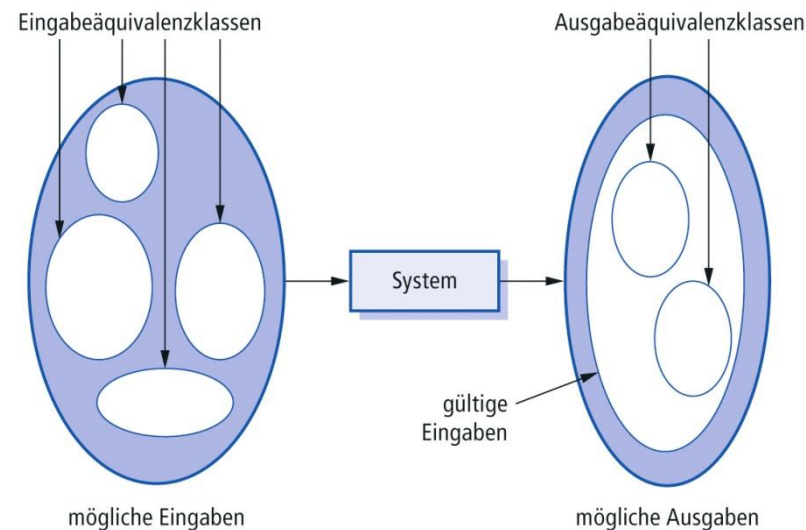 Eingabeäquivalenzklassen
Ausgabeäquivalenzklassen
System
gültige
Eingaben
mögliche Eingaben
mögliche Ausgaben